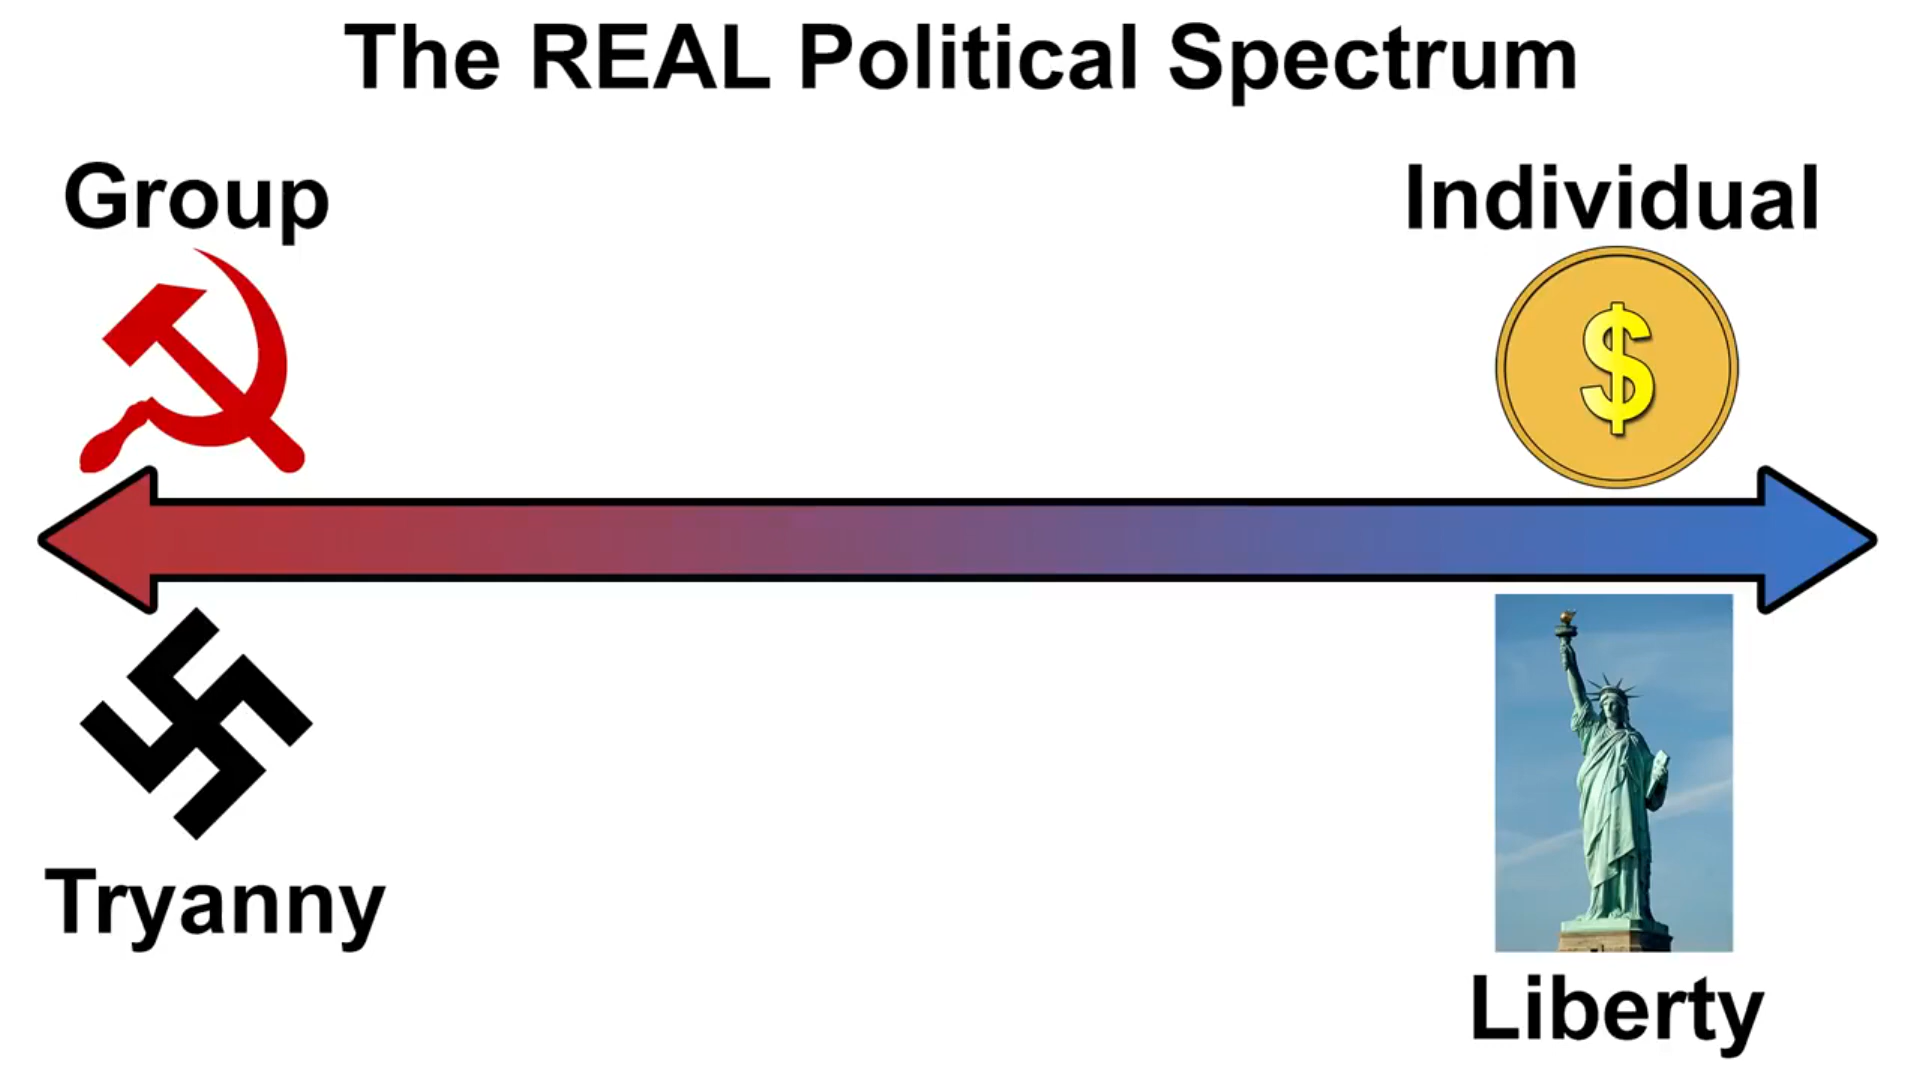 The REAL Political Spectrum
Group
Individual
$
Tryanny
Liberty